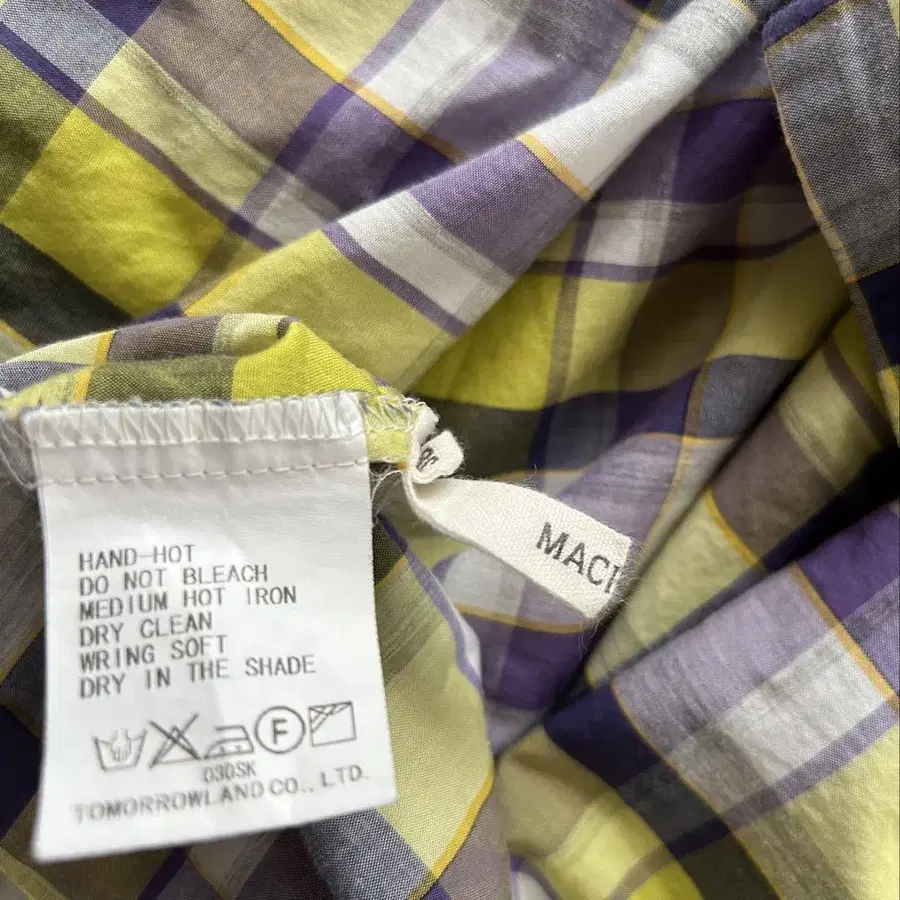 HAND-HOT
DO NOT BLEACH
MEDIUM HOT IRON
DRY CLEAN
WRING SOFT
DRY IN THE SHADE
F
030SK
TOMORROWLAND CO., LTD.